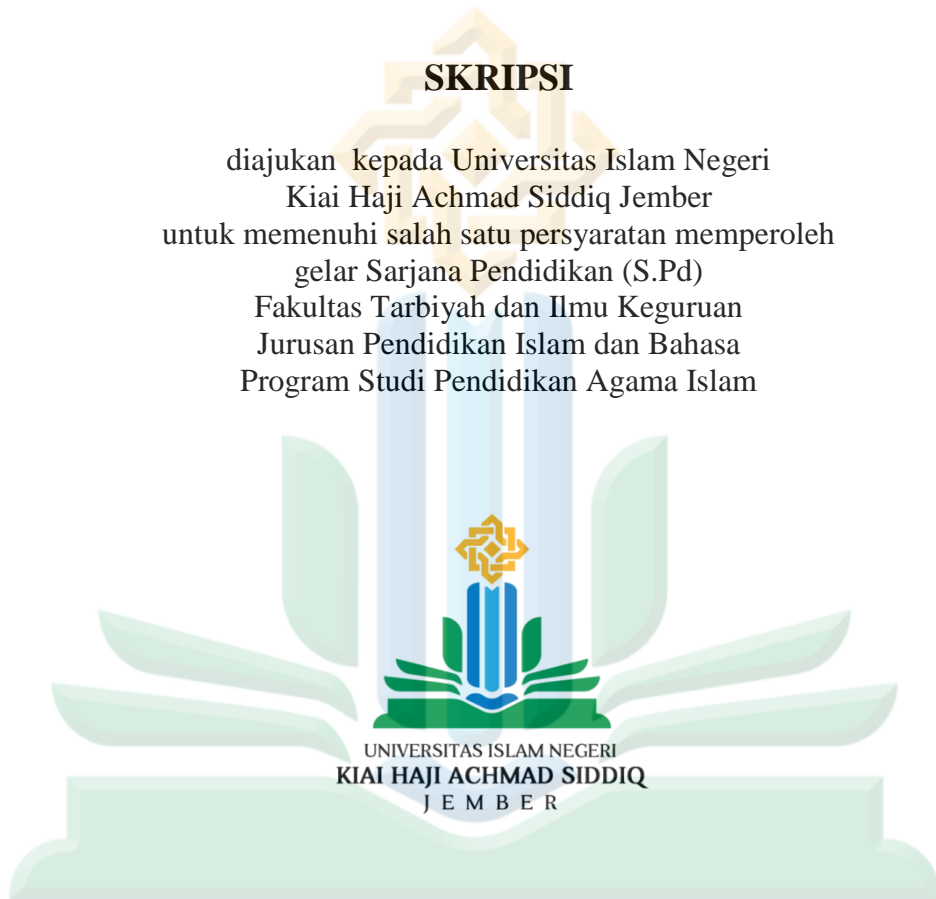 SKRIPSI
diajukan kepada Universitas Islam Negeri
Kiai Haji Achmad Siddiq Jember
untuk memenuhi salah satu persyaratan memperoleh
gelar Sarjana Pendidikan (S.Pd)
Fakultas Tarbiyah dan Ilmu Keguruan
Jurusan Pendidikan Islam dan Bahasa
Program Studi Pendidikan Agama Islam
UNIVERSITAS ISLAM NEGERI
KIAI HAJI ACHMAD SIDDIQ
JEMBER